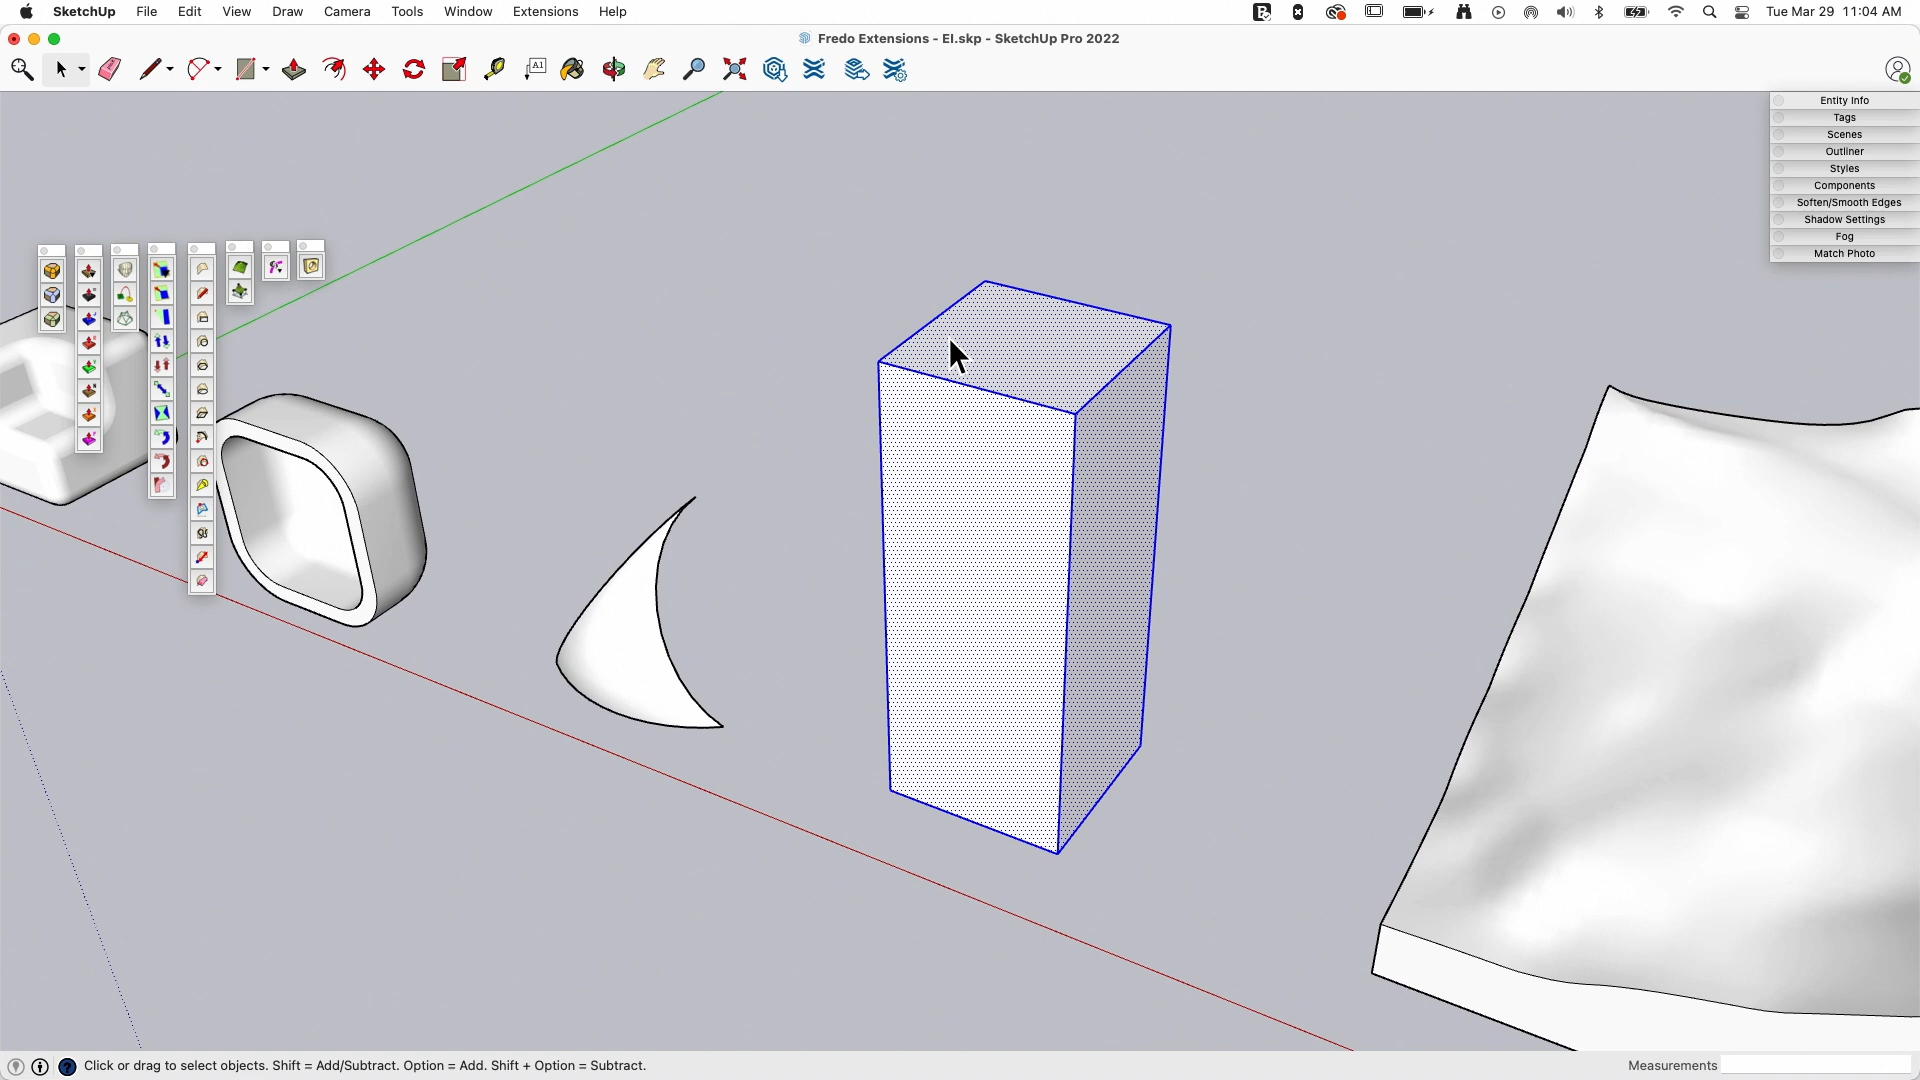 SketchUp File Edit View Draw Camera Tools Window Extensions Help Tue Mar 29 11:04 AM
Fredo Extensions - EI.skp - SketchUp Pro 2022
A1
Entity Info
Tags
Scenes
Outliner
Styles
Components
Soften/Smooth Edges
Shadow Settings
Fog
Match Photo
Click or drag to select objects. Shift = Add/Subtract. Option = Add. Shift + Option = Subtract. Measurements